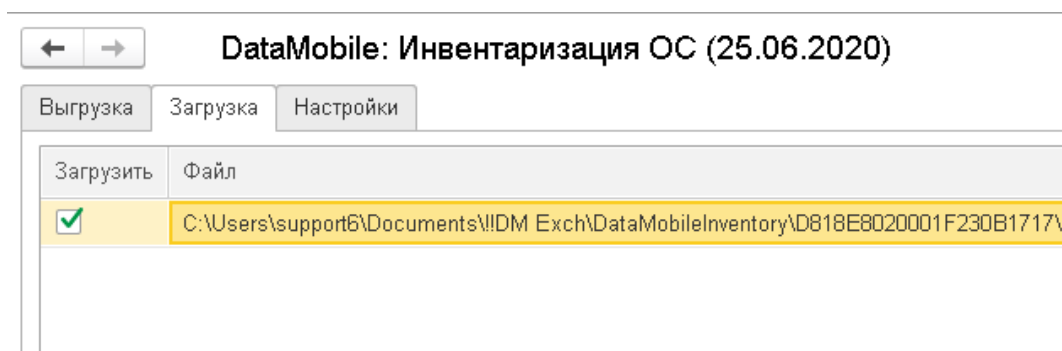 DataMobile: Инвентаризация ОС (25.06.2020)
Выгрузка Загрузка Настройки
Загрузить Файл
C:\Users\support6\Documents\!!DM Exch\DataMobileInventory\D818E8020001F230B1717\